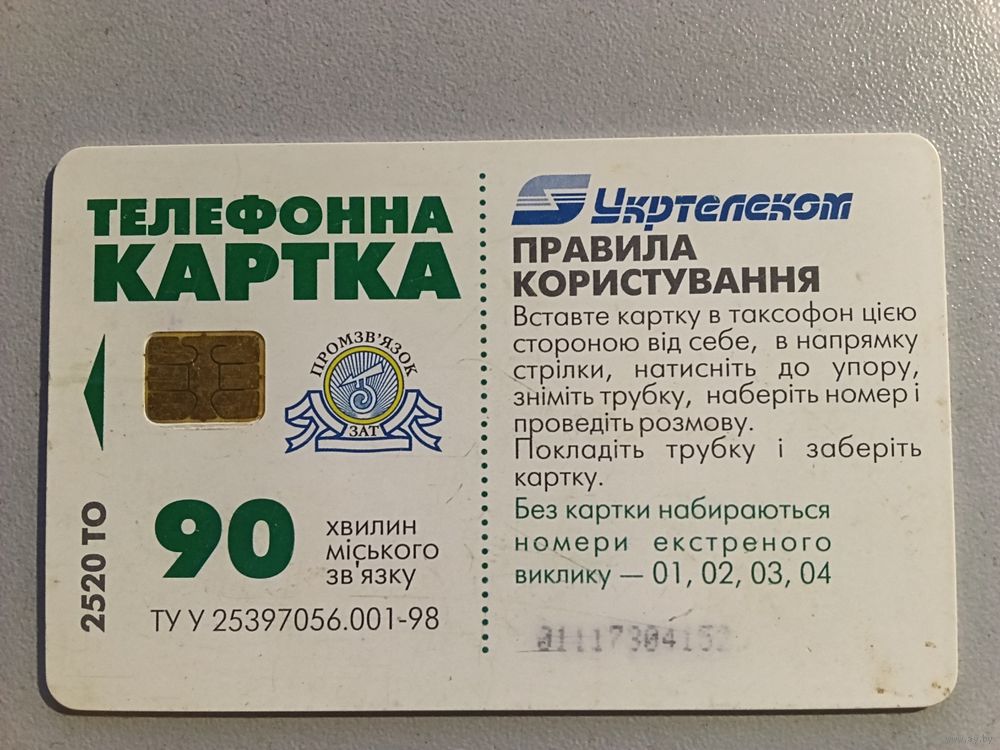 ТЕЛЕФОННА
КАРТКА
ПРОМЗВ'ЯЗОК
ЗАТ
2520 ТО
90
ХВИЛИН
МІСЬКОГО
ЗВ'ЯЗКУ
ТУ У 25397056.001-98
Укртелеком
ПРАВИЛА
КОРИСТУВАННЯ
Вставте картку в таксофон цією
стороною від себе, в напрямку
стрілки, натисніть до упору,
зніміть трубку, наберіть номер і
проведіть розмову.
Покладіть трубку і заберіть
картку.
Без картки набираються
номери екстреного
виклику — 01, 02, 03, 04